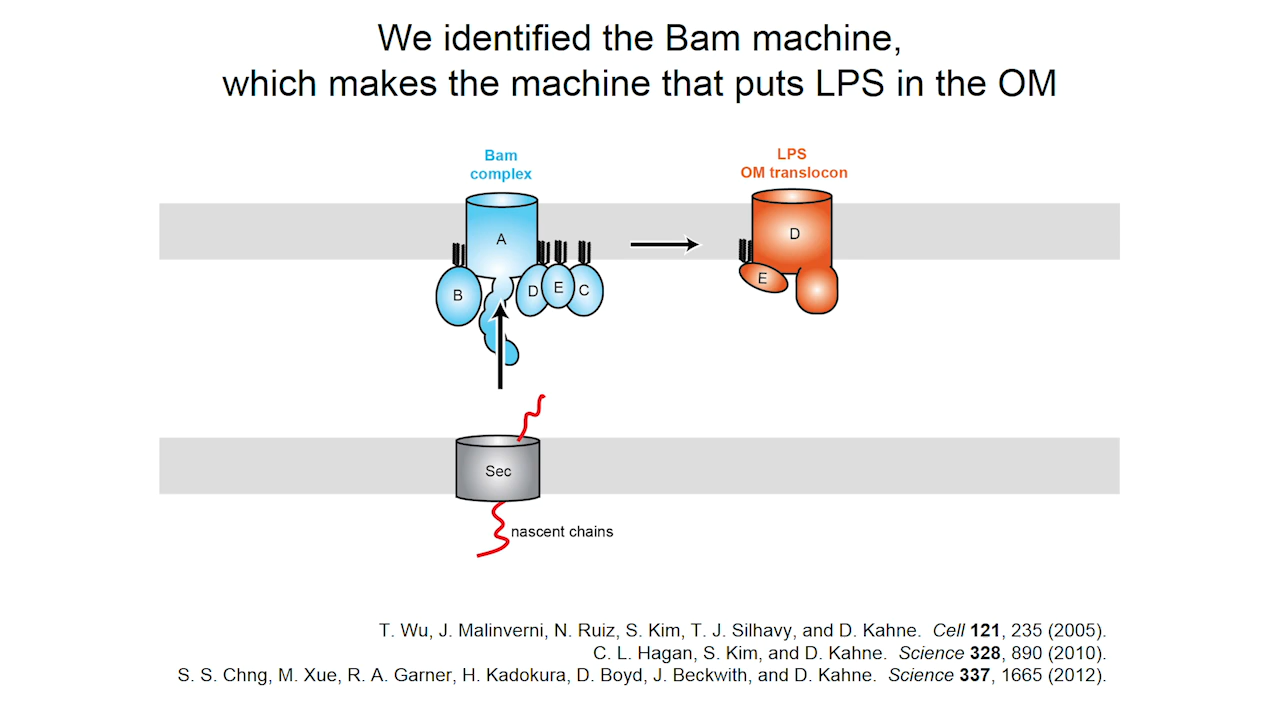 We identified the Bam machine,
which makes the machine that puts LPS in the OM
Bam
complex
LPS
OM translocon
A
B
D
E
C
D
E
Sec
nascent chains
T. Wu, J. Malinverni, N. Ruiz, S. Kim, T. J. Silhavy, and D. Kahne. Cell 121, 235 (2005).
C. L. Hagan, S. Kim, and D. Kahne. Science 328, 890 (2010).
S. S. Chng, M. Xue, R. A. Garner, H. Kadokura, D. Boyd, J. Beckwith, and D. Kahne. Science 337, 1665 (2012).